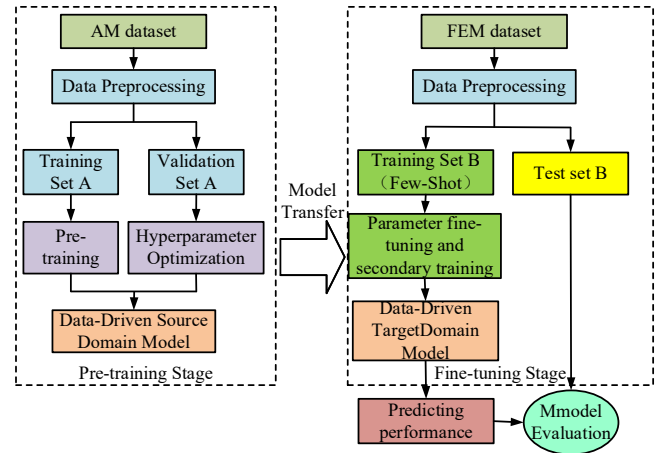 AM dataset
Data Preprocessing
Training
Set A
Validation
Set A
Pre-
training
Hyperparameter
Optimization
Data-Driven Source
Domain Model
Pre-training Stage
Model
Transfer
FEM dataset
Data Preprocessing
Training Set B
（Few-Shot）
Test set B
Parameter fine-
tuning and
secondary training
Data-Driven
TargetDomain
Model
Fine-tuning Stage
Predicting
performance
Mmodel
Evaluation